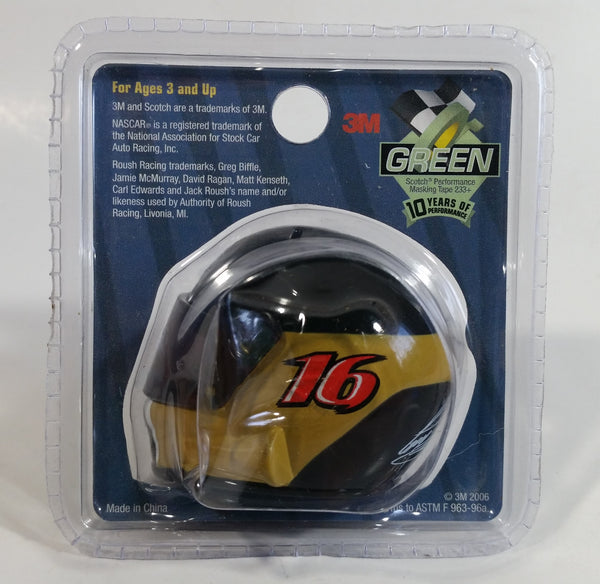 For Ages 3 and Up
3M and Scotch are a trademarks of 3M.
NASCAR® is a registered trademark of
the National Association for Stock Car
Auto Racing, Inc.
Roush Racing trademarks, Greg Biffle,
Jamie McMurray, David Ragan, Matt Kenseth,
Carl Edwards and Jack Roush's name and/or
likeness used by Authority of Roush
Racing, Livonia, MI.
3M
GREEN
Scotch® Performance
Masking Tape 233+
10 YEARS OF
PERFORMANCE
16
Made in China
© 3M 2006
to ASTM F 963-96a